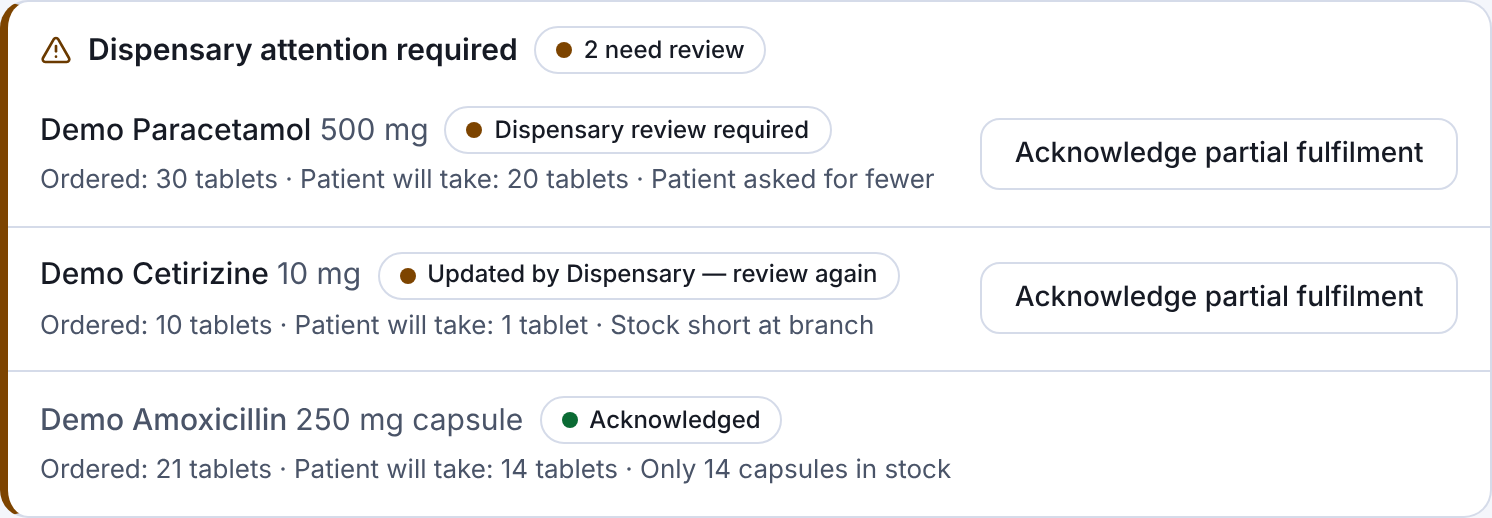 Dispensary attention required 2 need review
Demo Paracetamol 500 mg Dispensary review required
Ordered: 30 tablets · Patient will take: 20 tablets · Patient asked for fewer
Acknowledge partial fulfilment
Demo Cetirizine 10 mg Updated by Dispensary — review again
Ordered: 10 tablets · Patient will take: 1 tablet · Stock short at branch
Acknowledge partial fulfilment
Demo Amoxicillin 250 mg capsule Acknowledged
Ordered: 21 tablets · Patient will take: 14 tablets · Only 14 capsules in stock